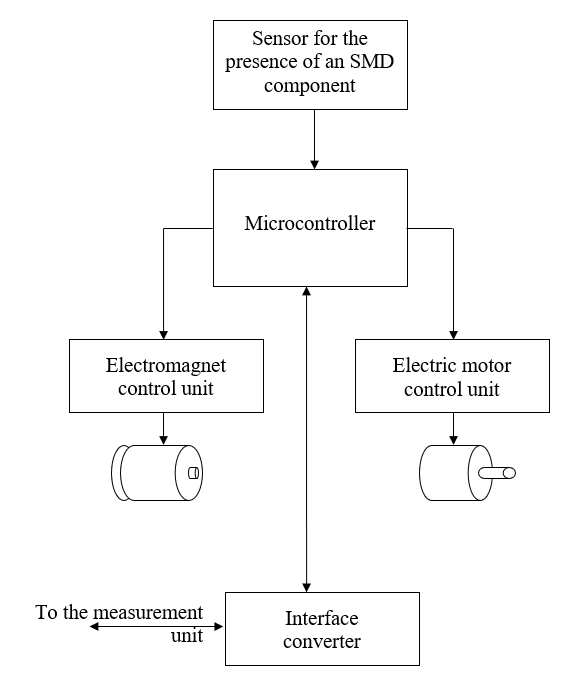 Sensor for the
presence of an SMD
component
Microcontroller
Electromagnet
control unit
Electric motor
control unit
To the measurement
unit
Interface
converter